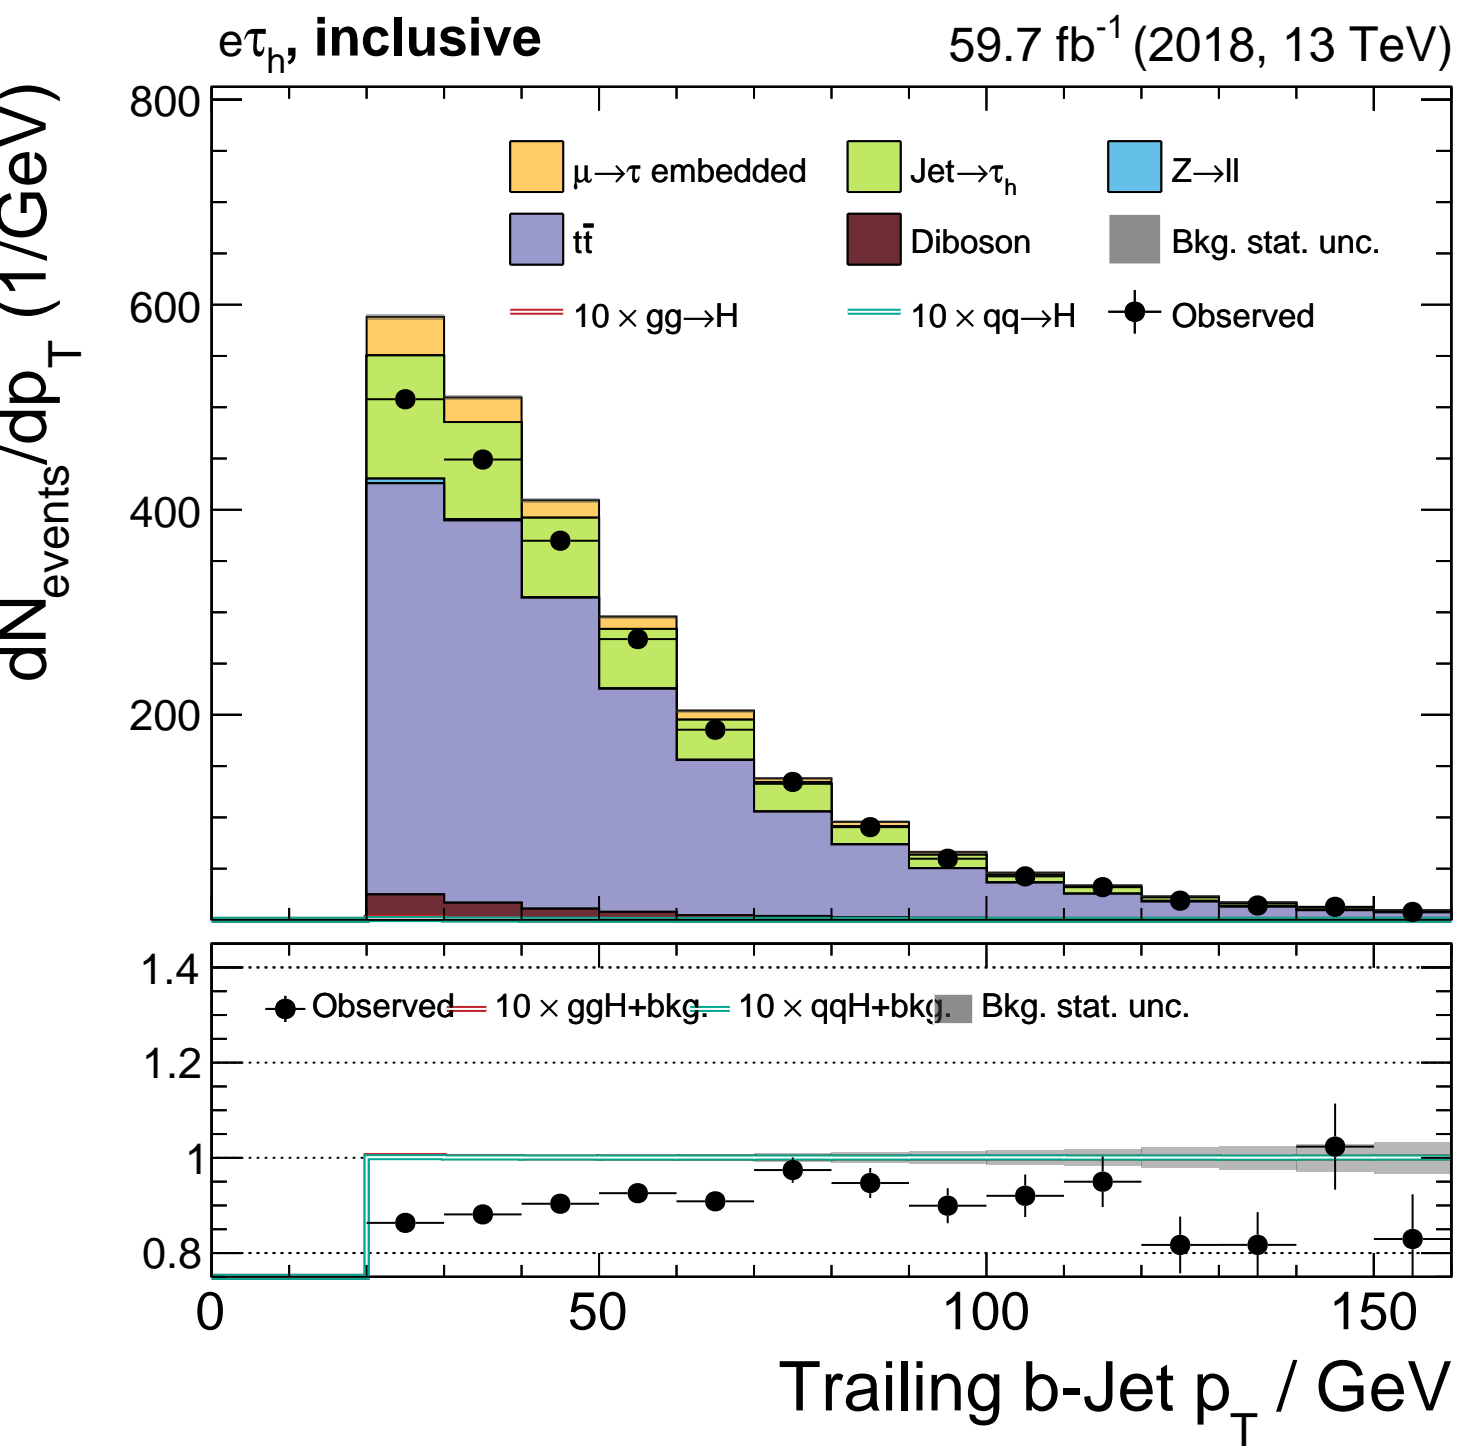 eτh, inclusive 59.7 fb-1 (2018, 13 TeV)
dNevents/dpT (1/GeV)
800
600
400
200
μ→τ embedded Jet→τh Z→ll
tt̄ Diboson Bkg. stat. unc.
10 × gg→H 10 × qq→H Observed
1.4
1.2
1
0.8
Observed 10 × ggH+bkg. 10 × qqH+bkg. Bkg. stat. unc.
0 50 100 150
Trailing b-Jet pT / GeV